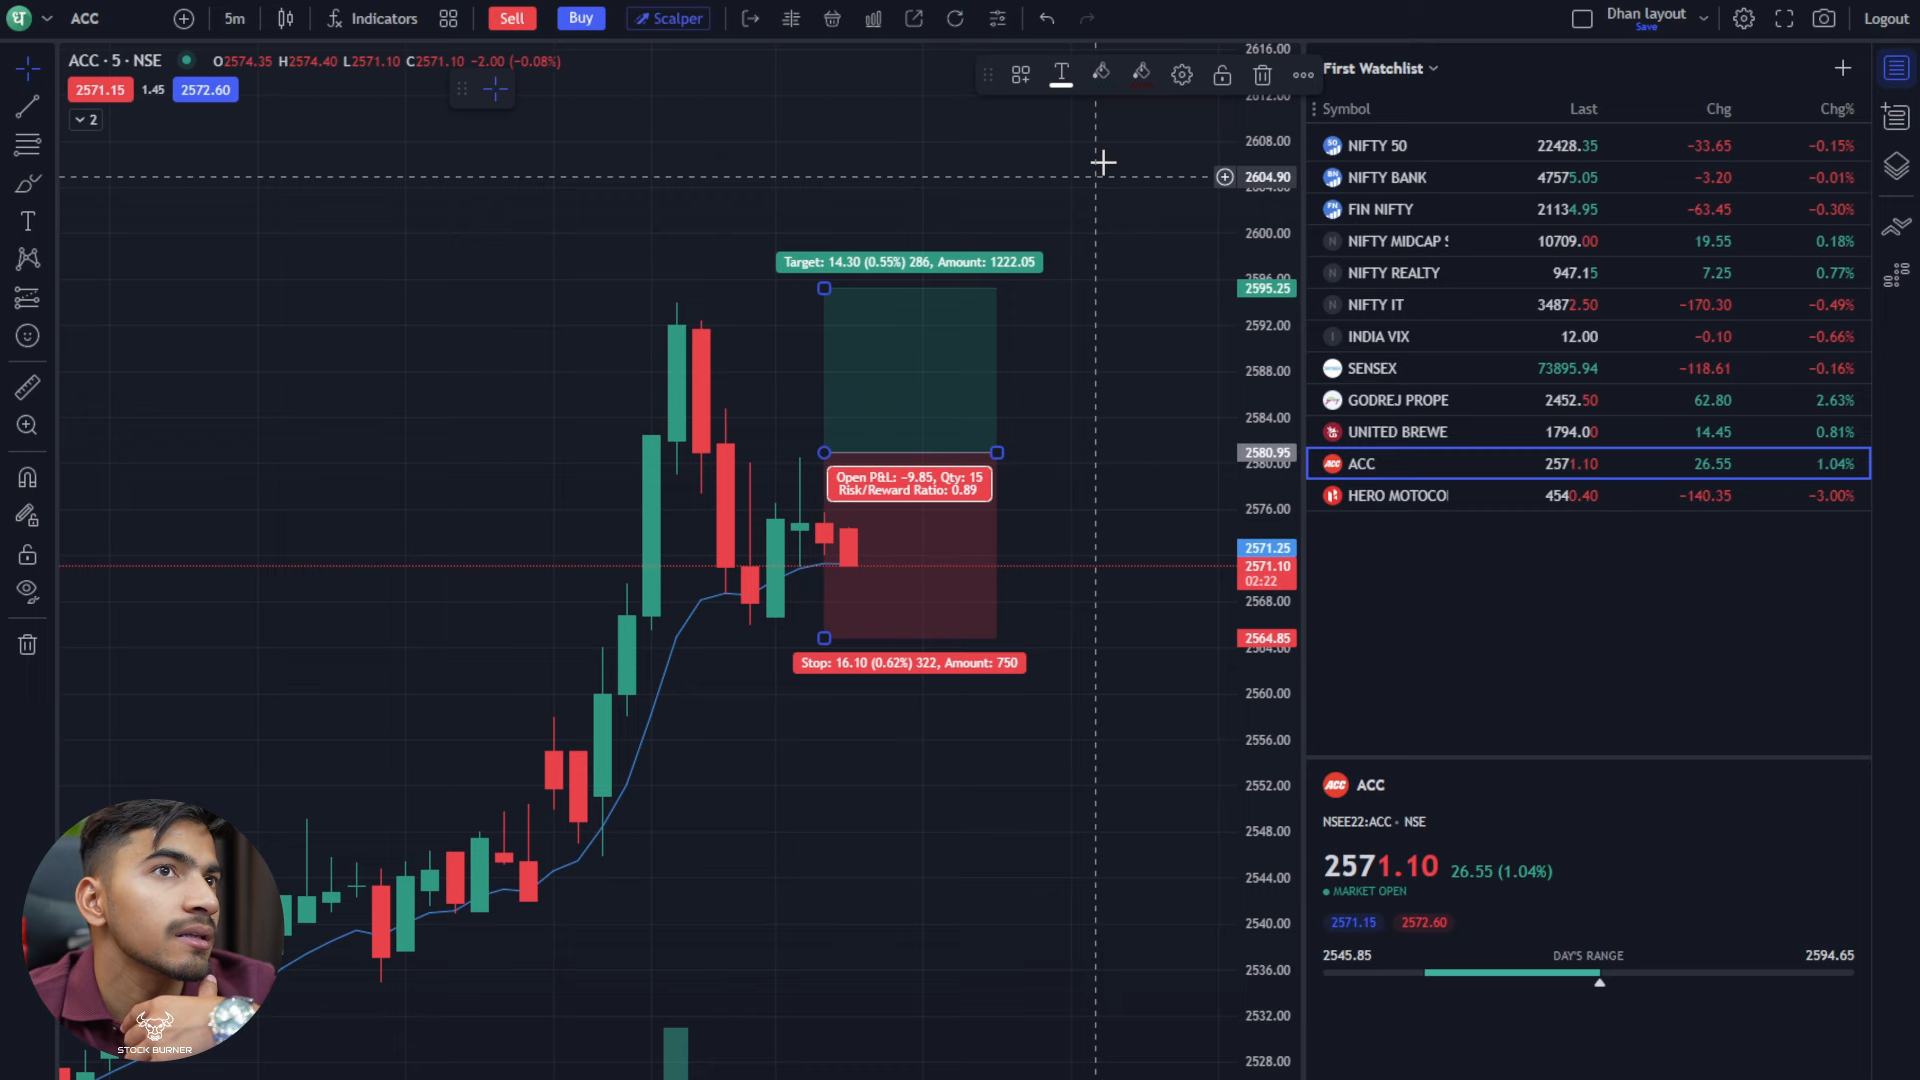 ध ACC 5m Indicators Sell Buy Scalper Dhan layout Save Logout
ACC · 5 · NSE O2574.35 H2574.40 L2571.10 C2571.10 −2.00 (−0.08%)
2571.15 1.45 2572.60
2
T
T
Target: 14.30 (0.55%) 286, Amount: 1222.05
Open P&L: −9.85, Qty: 15
Risk/Reward Ratio: 0.89
Stop: 16.10 (0.62%) 322, Amount: 750
2616.00
2612.00
2608.00
2604.90
2604.00
2600.00
2596.00
2595.25
2592.00
2588.00
2584.00
2580.95
2580.00
2576.00
2571.25
2571.10
02:22
2568.00
2564.85
2564.00
2560.00
2556.00
2552.00
2548.00
2544.00
2540.00
2536.00
2532.00
2528.00
First Watchlist
Symbol Last Chg Chg%
NIFTY 50 22428.35 −33.65 −0.15%
NIFTY BANK 47575.05 −3.20 −0.01%
FIN NIFTY 21134.95 −63.45 −0.30%
N NIFTY MIDCAP S 10709.00 19.55 0.18%
N NIFTY REALTY 947.15 7.25 0.77%
N NIFTY IT 34872.50 −170.30 −0.49%
I INDIA VIX 12.00 −0.10 −0.66%
SENSEX 73895.94 −118.61 −0.16%
GODREJ PROPE 2452.50 62.80 2.63%
UNITED BREWE 1794.00 14.45 0.81%
ACC ACC 2571.10 26.55 1.04%
HERO MOTOCO 4540.40 −140.35 −3.00%
ACC ACC
NSEE22:ACC · NSE
2571.10 26.55 (1.04%)
MARKET OPEN
2571.15 2572.60
2545.85 DAY'S RANGE 2594.65
STOCK BURNER